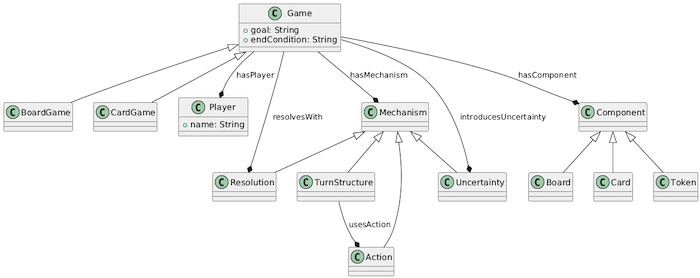 C Game
goal: String
endCondition: String
hasPlayer
hasMechanism
hasComponent
C BoardGame
C CardGame
C Player
name: String
resolvesWith
C Mechanism
introducesUncertainty
C Component
C Resolution
C TurnStructure
C Uncertainty
C Board
C Card
C Token
usesAction
C Action